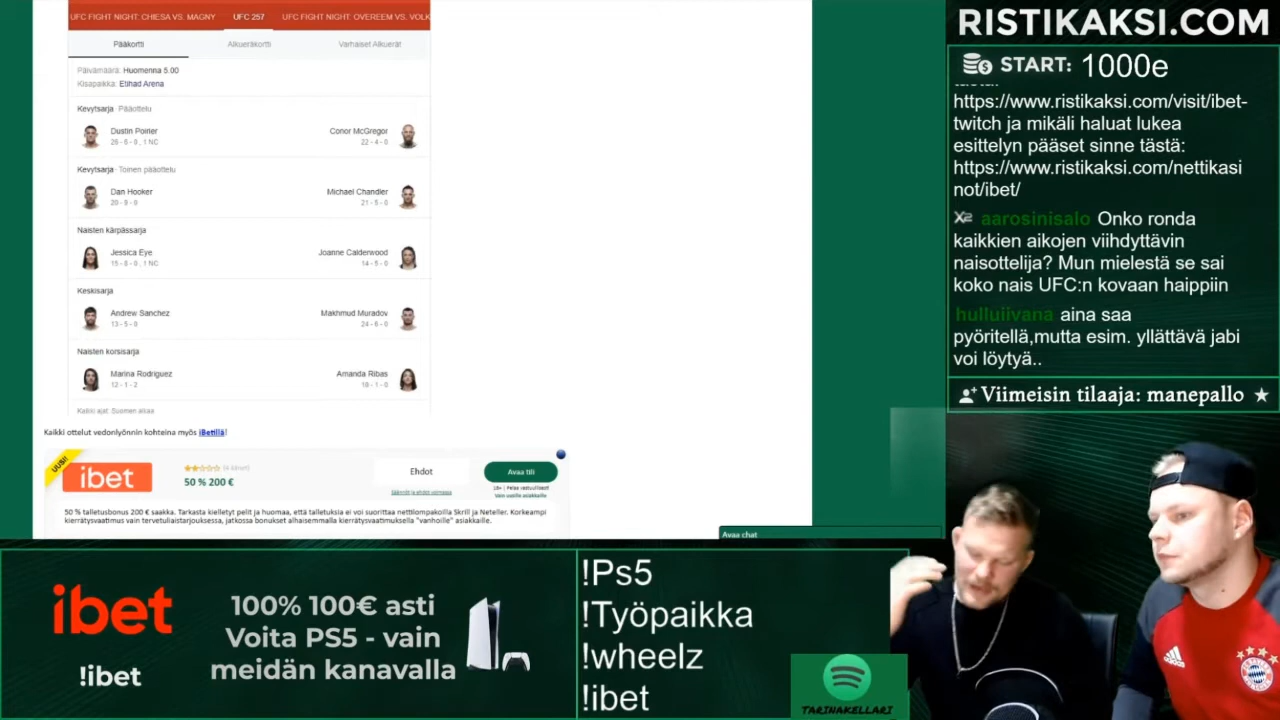 UFC FIGHT NIGHT: CHIESA VS. MAGNY
UFC 257
UFC FIGHT NIGHT: OVEREEM VS. VOLK
Pääkortti
Alkueräkortti
Varhaiset Alkuerät
Päivämäärä: Huomenna 5.00
Kisapaikka: Etihad Arena
Kevytsarja · Pääottelu
Dustin Poirier
26 - 6 - 0 , 1 NC
Conor McGregor
22 - 4 - 0
Kevytsarja · Toinen pääottelu
Dan Hooker
20 - 9 - 0
Michael Chandler
21 - 5 - 0
Naisten kärpässarja
Jessica Eye
15 - 8 - 0 , 1 NC
Joanne Calderwood
14 - 5 - 0
Keskisarja
Andrew Sanchez
13 - 5 - 0
Makhmud Muradov
24 - 6 - 0
Naisten korsisarja
Marina Rodriguez
12 - 1 - 2
Amanda Ribas
10 - 1 - 0
Kaikki ajat: Suomen aikaa
Kaikki ottelut vedonlyönnin kohteina myös iBetillä!
UUSI!
ibet
50 % 200 €
Ehdot
Avaa tili
18+ | Pelaa vastuullisesti
Vain uusille asiakkaille
50 % talletusbonus 200 € saakka. Tarkasta kielletyt pelit ja huomaa, että talletuksia ei voi suorittaa nettilompakoilla Skrill ja Neteller. Korkeampi
kierrätysvaatimus vain tervetuliaistarjouksessa, jatkossa bonukset alhaisemmalla kierrätysvaatimuksella "vanhoille" asiakkaille.
Avaa chat
RISTIKAKSI.COM
START: 1000e
https://www.ristikaksi.com/visit/ibet-
twitch ja mikäli haluat lukea
esittelyn pääset sinne tästä:
https://www.ristikaksi.com/nettikasi
not/ibet/
aarosinisalo Onko ronda
kaikkien aikojen viihdyttävin
naisottelija? Mun mielestä se sai
koko nais UFC:n kovaan haippiin
hulluiivana aina saa
pyöritellä,mutta esim. yllättävä jabi
voi löytyä..
Viimeisin tilaaja: manepallo
ibet
!ibet
100% 100€ asti
Voita PS5 - vain
meidän kanavalla
!Ps5
!Työpaikka
!wheelz
!ibet
TARINAKELLARI